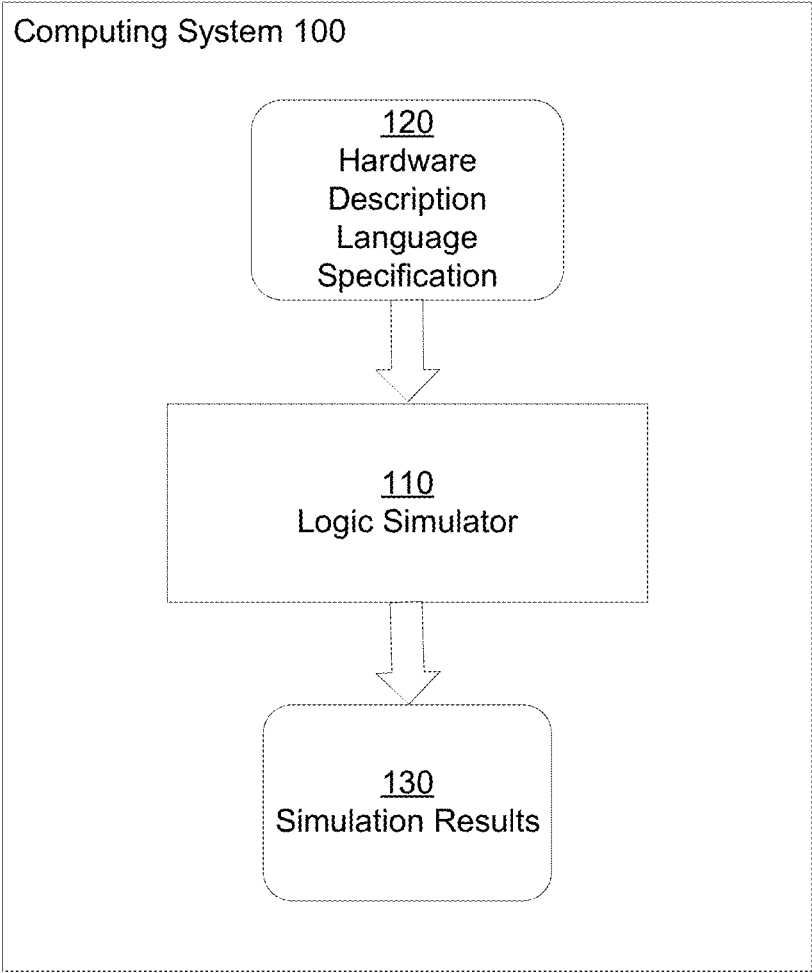 Computing System 100
120
Hardware
Description
Language
Specification
110
Logic Simulator
130
Simulation Results